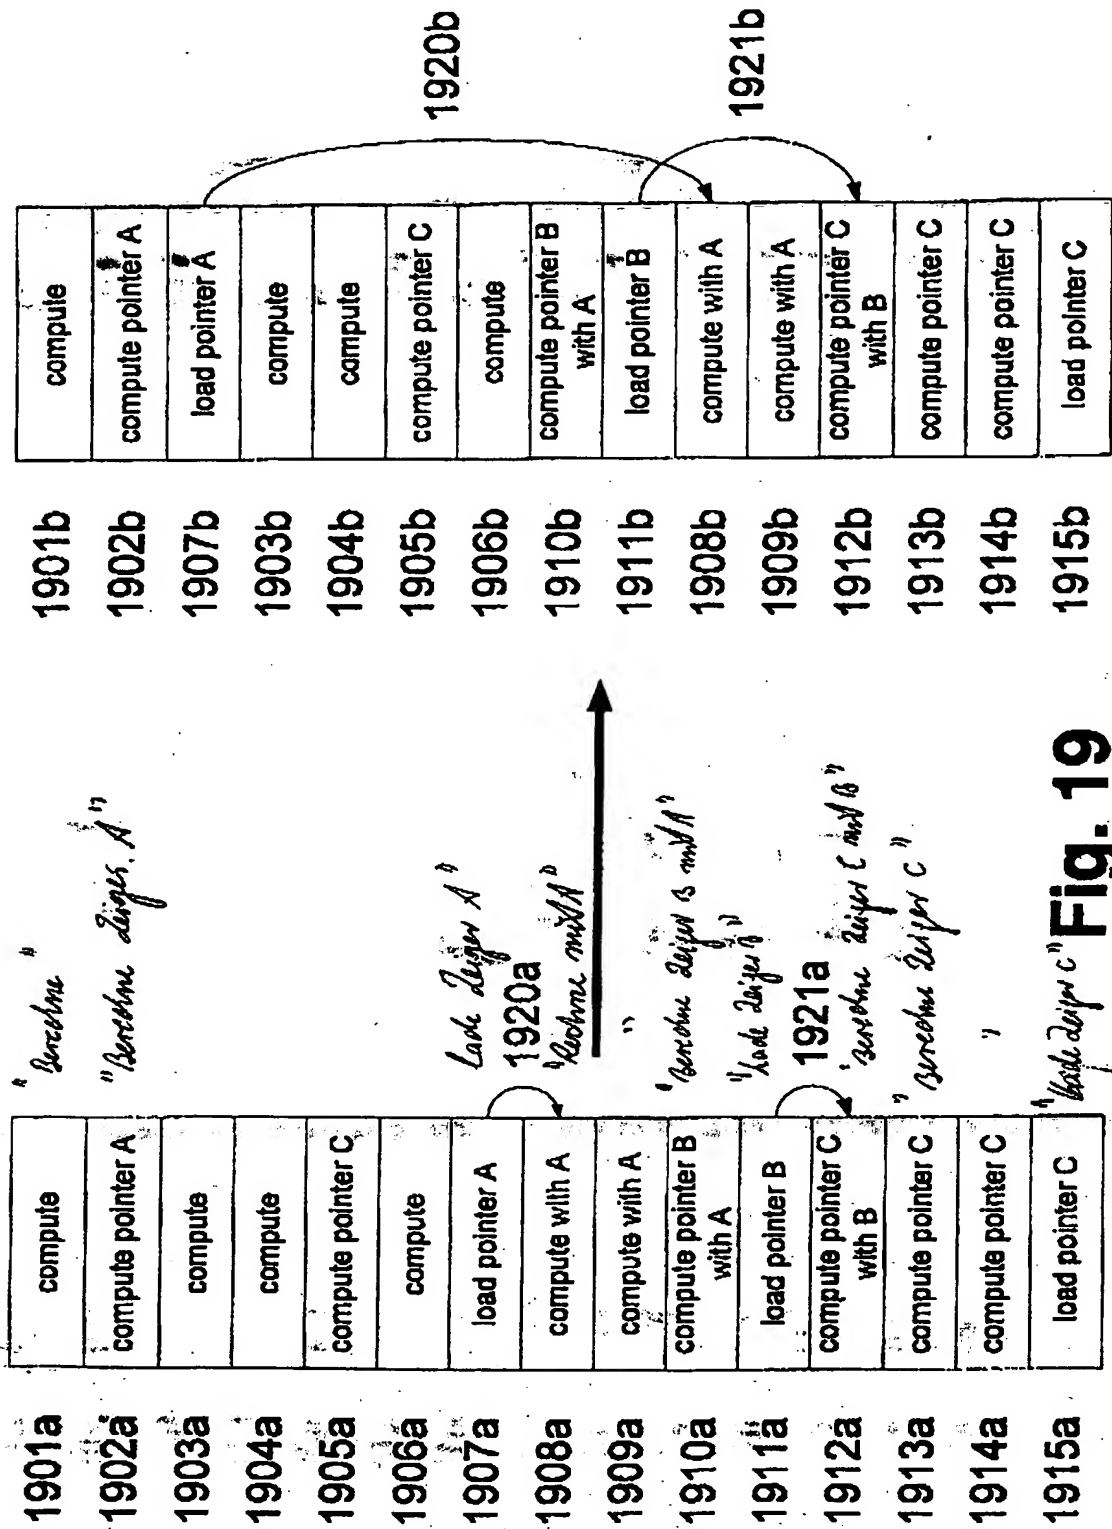 1901a compute
1902a compute pointer A
1903a compute
1904a compute
1905a compute pointer C
1906a compute
1907a load pointer A
1908a compute with A
1909a compute with A
1910a compute pointer B
with A
1911a load pointer B
1912a compute pointer C
with B
1913a compute pointer C
1914a compute pointer C
1915a load pointer C
"Berechne"
"Berechne Zeiger A"
Lade Zeiger A"
1920a
"Rechne mit A"
"
"Berechne Zeiger B mit A"
"Lade Zeiger B"
1921a
"Berechne Zeiger C mit B"
"Berechne Zeiger C"
"
"Lade Zeiger C"
Fig. 19
1901b compute
1902b compute pointer A
1907b load pointer A
1903b compute
1904b compute
1905b compute pointer C
1906b compute
1910b compute pointer B
with A
1911b load pointer B
1908b compute with A
1909b compute with A
1912b compute pointer C
with B
1913b compute pointer C
1914b compute pointer C
1915b load pointer C
1920b
1921b